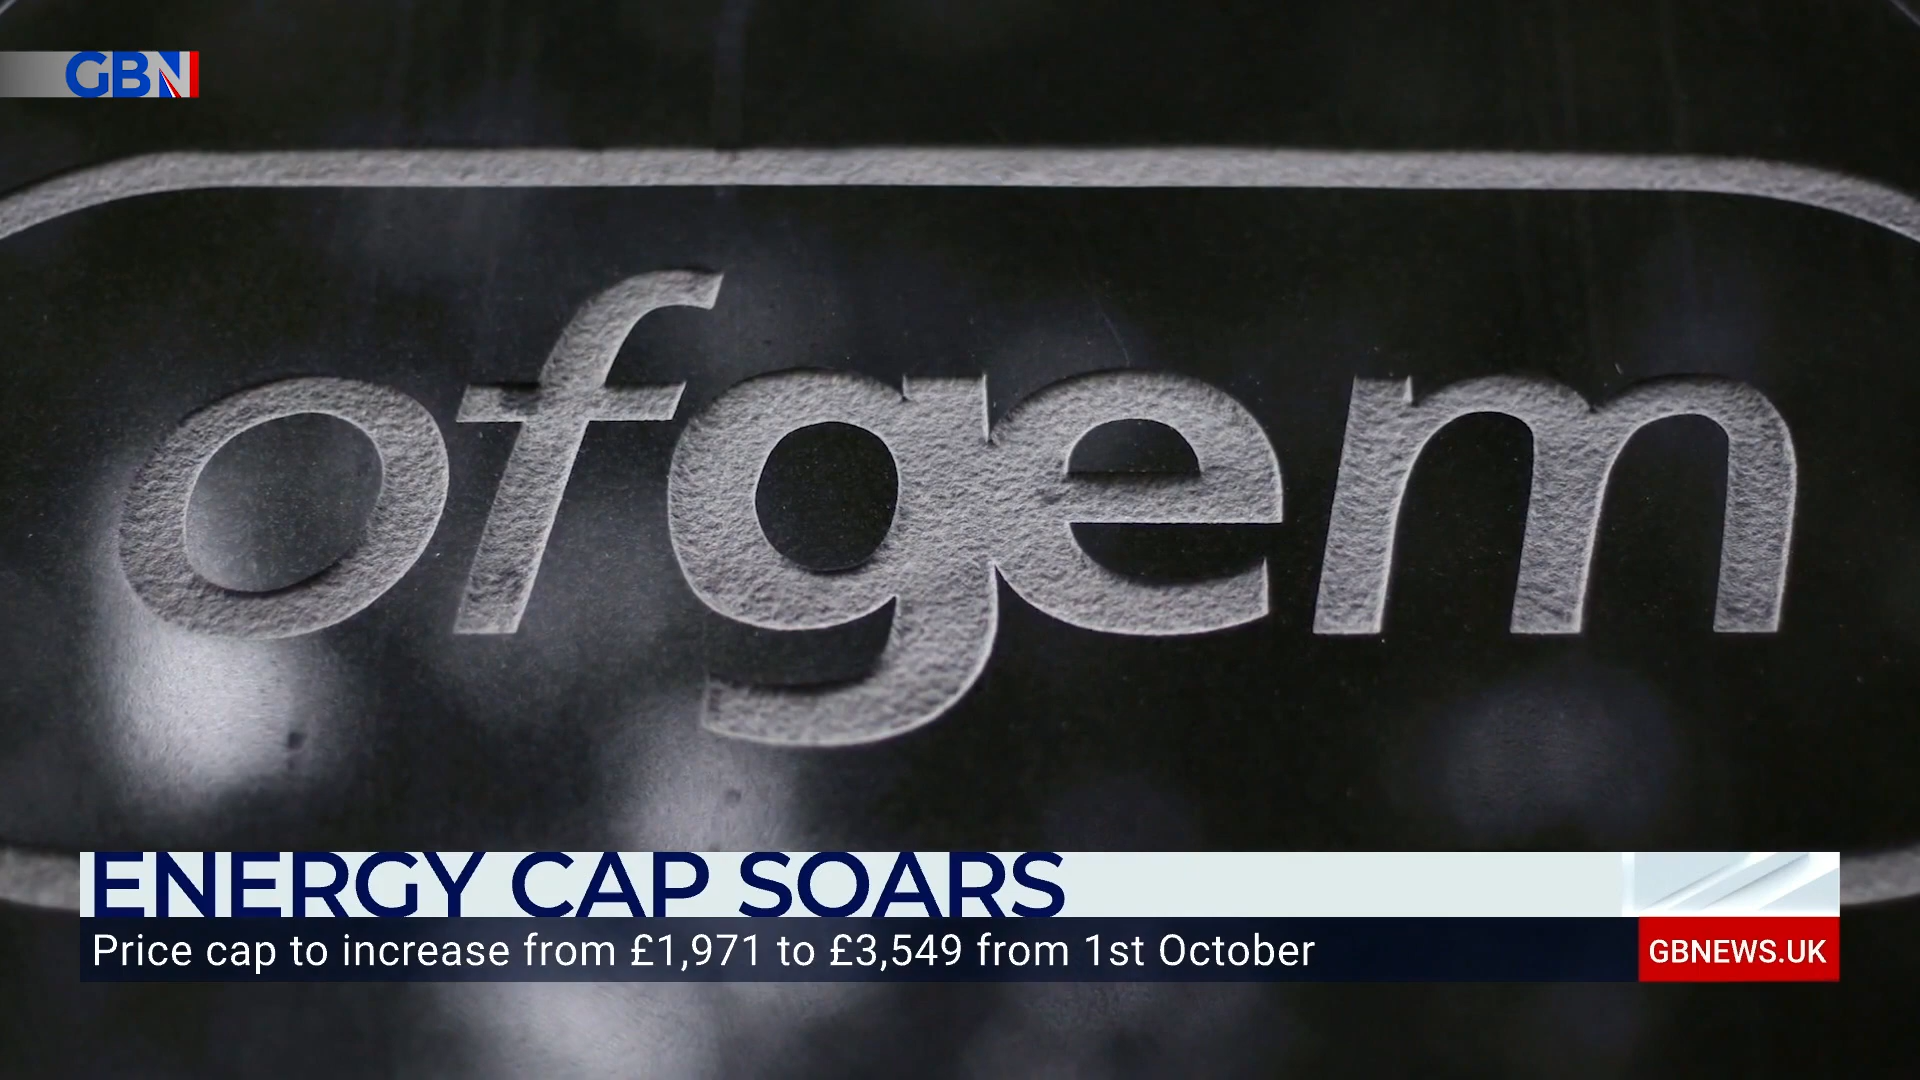 GBN
ofgem
ENERGY CAP SOARS
Price cap to increase from £1,971 to £3,549 from 1st October
GBNEWS.UK